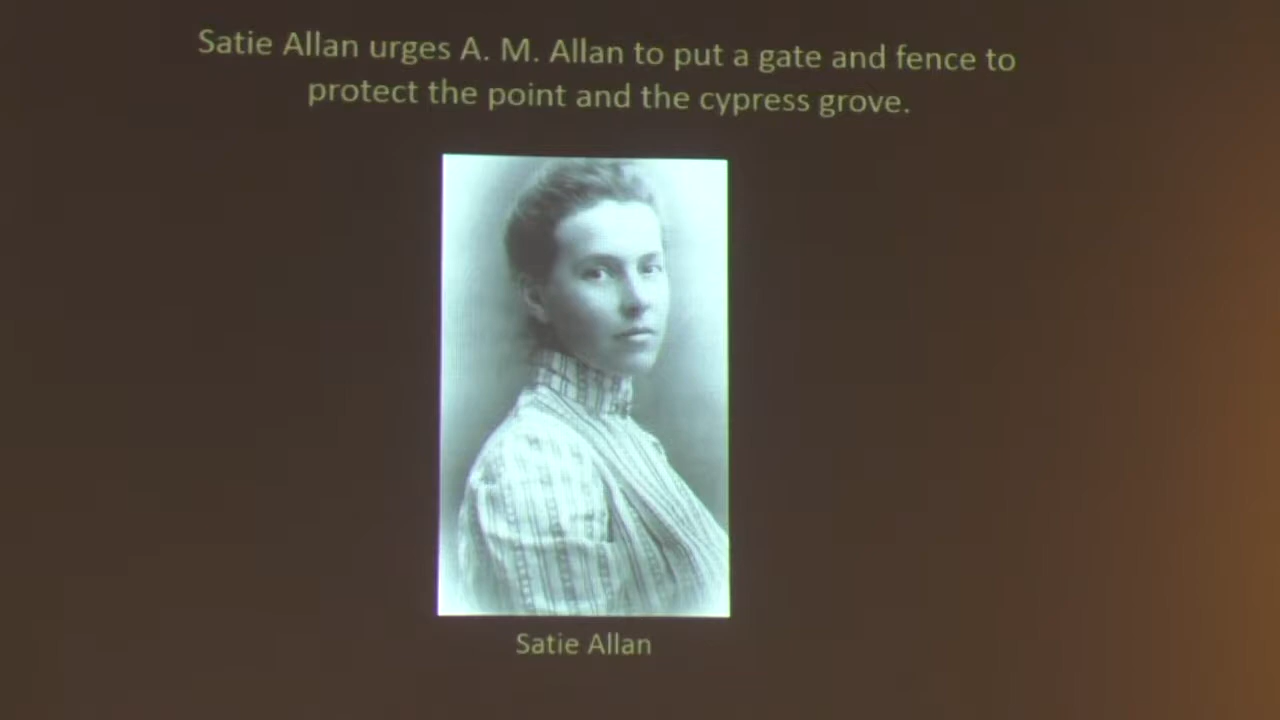 Satie Allan urges A. M. Allan to put a gate and fence to
protect the point and the cypress grove.
Satie Allan